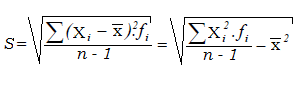 S = √( ∑(Xᵢ − x̄)².fᵢ / n - 1 ) = √( ∑Xᵢ².fᵢ / n - 1 − x̄² )